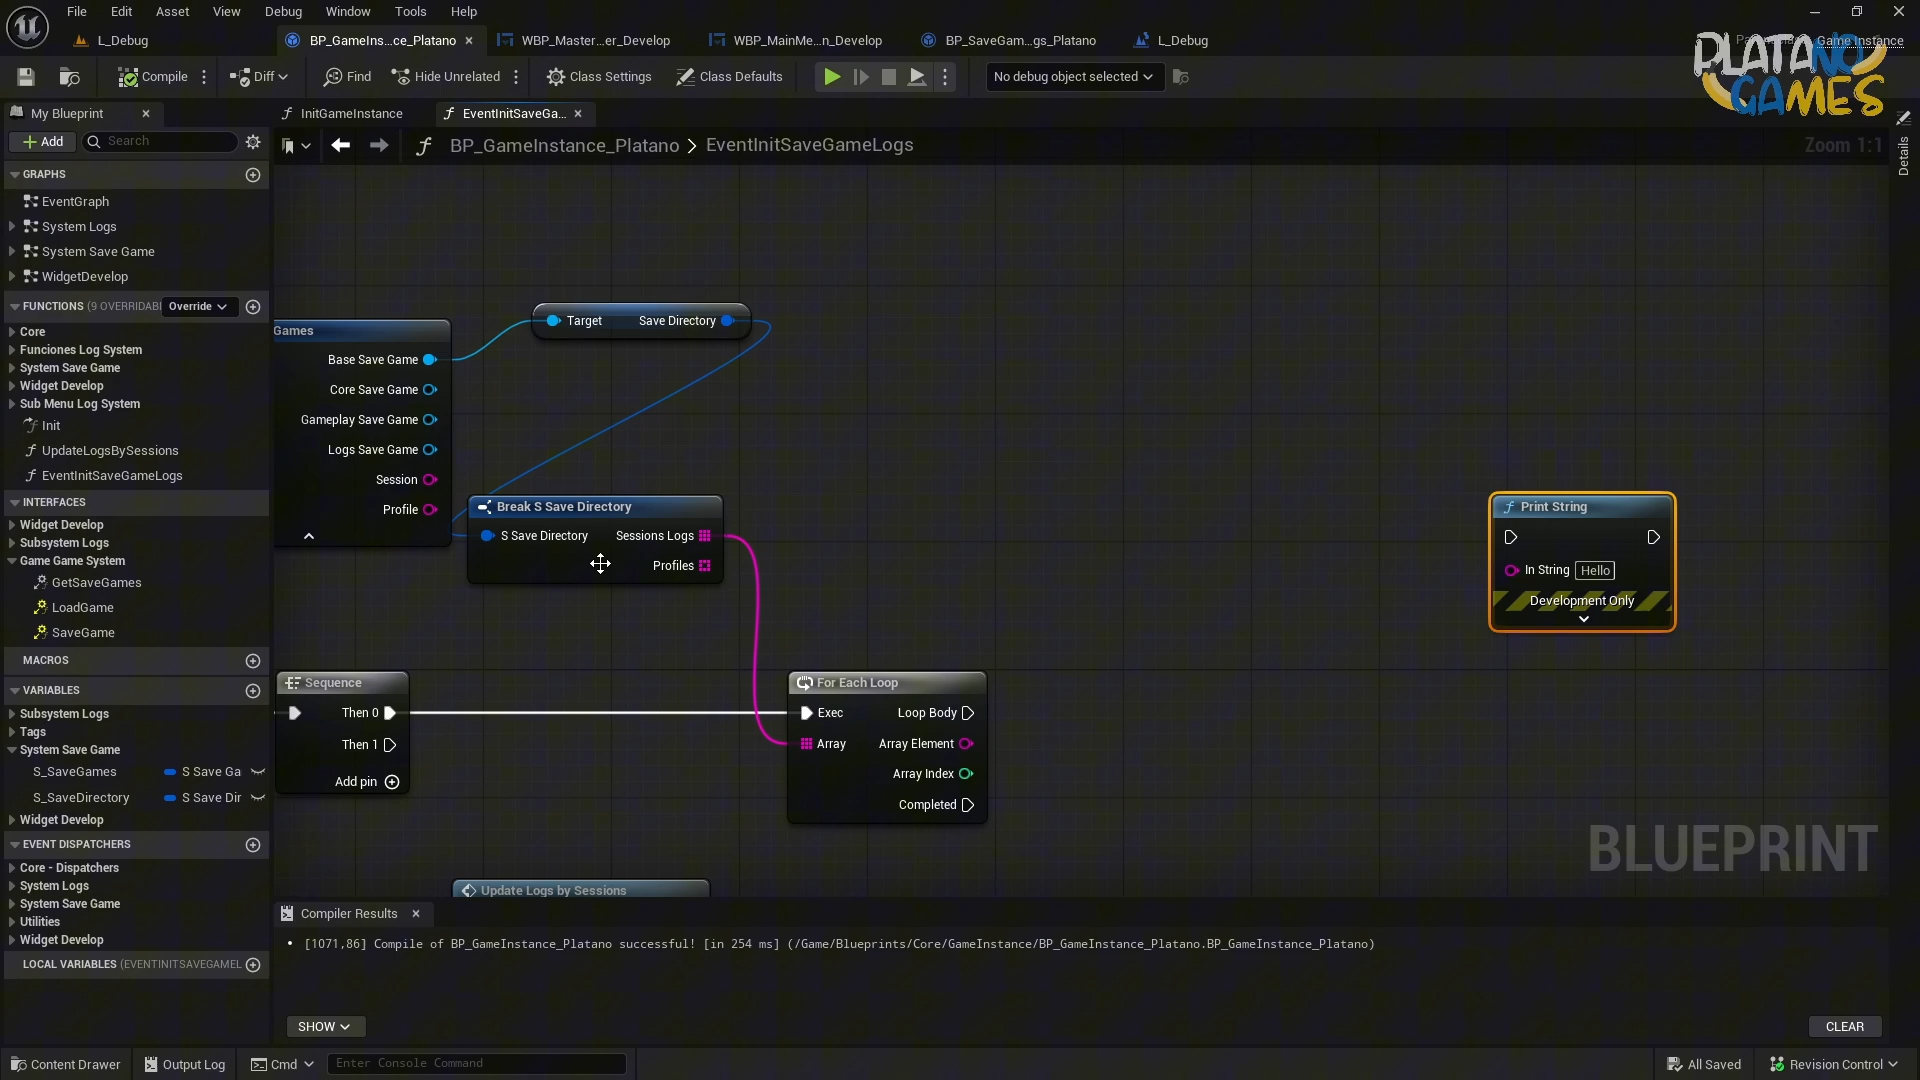 File Edit Asset View Debug Window Tools Help
L_Debug
BP_GameIns…ce_Platano
WBP_Master…er_Develop
WBP_MainMe…n_Develop
BP_SaveGam…gs_Platano
L_Debug
Game Instance
PLATANO
GAMES
Compile
Diff
Find
Hide Unrelated
Class Settings
Class Defaults
No debug object selected
My Blueprint
InitGameInstance
EventInitSaveGa…
Add
Search
BP_GameInstance_Platano > EventInitSaveGameLogs
Zoom 1:1
Details
GRAPHS
EventGraph
System Logs
System Save Game
WidgetDevelop
FUNCTIONS (9 OVERRIDABL Override
Core
Funciones Log System
System Save Game
Widget Develop
Sub Menu Log System
Init
UpdateLogsBySessions
EventInitSaveGameLogs
INTERFACES
Widget Develop
Subsystem Logs
Game Game System
GetSaveGames
LoadGame
SaveGame
MACROS
VARIABLES
Subsystem Logs
Tags
System Save Game
S_SaveGames S Save Ga
S_SaveDirectory S Save Dir
Widget Develop
EVENT DISPATCHERS
Core - Dispatchers
System Logs
System Save Game
Utilities
Widget Develop
LOCAL VARIABLES (EVENTINITSAVEGAMEL
Games
Base Save Game
Core Save Game
Gameplay Save Game
Logs Save Game
Session
Profile
Target Save Directory
Break S Save Directory
S Save Directory Sessions Logs
Profiles
Sequence
Then 0
Then 1
Add pin
For Each Loop
Exec Loop Body
Array Array Element
Array Index
Completed
Print String
In String Hello
Development Only
Update Logs by Sessions
BLUEPRINT
Compiler Results
[1071,86] Compile of BP_GameInstance_Platano successful! [in 254 ms] (/Game/Blueprints/Core/GameInstance/BP_GameInstance_Platano.BP_GameInstance_Platano)
SHOW
CLEAR
Content Drawer
Output Log
Cmd
Enter Console Command
All Saved
Revision Control